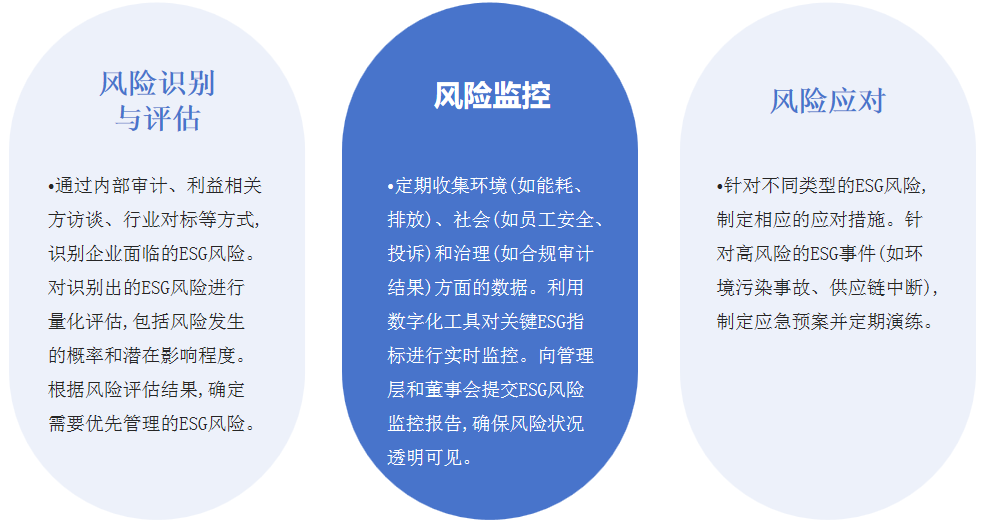 风险识别
与评估
•通过内部审计、利益相关
方访谈、行业对标等方式,
识别企业面临的ESG风险。
对识别出的ESG风险进行
量化评估,包括风险发生
的概率和潜在影响程度。
根据风险评估结果,确定
需要优先管理的ESG风险。
风险监控
•定期收集环境(如能耗、
排放)、社会(如员工安全、
投诉)和治理(如合规审计
结果)方面的数据。利用
数字化工具对关键ESG指
标进行实时监控。向管理
层和董事会提交ESG风险
监控报告,确保风险状况
透明可见。
风险应对
•针对不同类型的ESG风险,
制定相应的应对措施。针
对高风险的ESG事件(如环
境污染事故、供应链中断),
制定应急预案并定期演练。